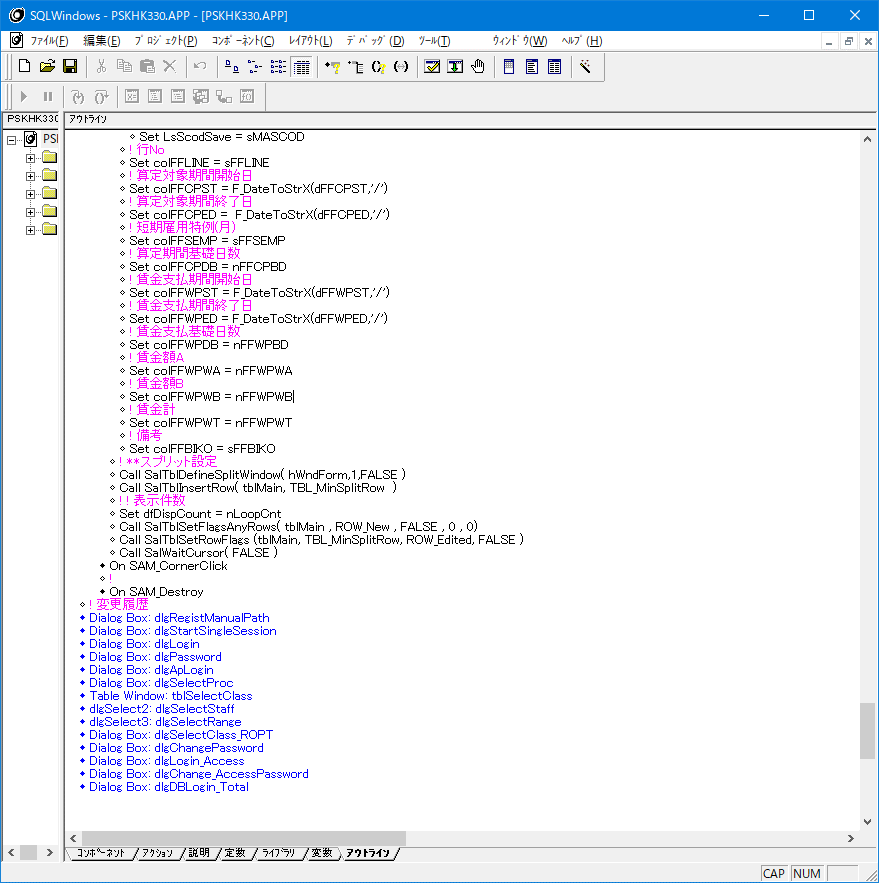 SQLWindows - PSKHK330.APP - [PSKHK330.APP]
ﾌｧｲﾙ(F) 編集(E) ﾌﾟﾛｼﾞｪｸﾄ(P) ｺﾝﾎﾟｰﾈﾝﾄ(C) ﾚｲｱｳﾄ(L) ﾃﾞﾊﾞｯｸﾞ(D) ﾂｰﾙ(T) ｳｨﾝﾄﾞｳ(W) ﾍﾙﾌﾟ(H)
PSKHK330 ｱｳﾄﾗｲﾝ
PSI
Set LsScodSave = sMASCOD
! 行No
Set colFFLINE = sFFLINE
! 算定対象期間開始日
Set colFFCPST = F_DateToStrX(dFFCPST,'/')
! 算定対象期間終了日
Set colFFCPED =  F_DateToStrX(dFFCPED,'/')
! 短期雇用特例(月)
Set colFFSEMP = sFFSEMP
! 算定期間基礎日数
Set colFFCPDB = nFFCPBD
! 賃金支払期間開始日
Set colFFWPST = F_DateToStrX(dFFWPST,'/')
! 賃金支払期間終了日
Set colFFWPED = F_DateToStrX(dFFWPED,'/')
! 賃金支払基礎日数
Set colFFWPDB = nFFWPBD
! 賃金額A
Set colFFWPWA = nFFWPWA
! 賃金額B
Set colFFWPWB = nFFWPWB
! 賃金計
Set colFFWPWT = nFFWPWT
! 備考
Set colFFBIKO = sFFBIKO
! **スプリット設定
Call SalTblDefineSplitWindow( hWndForm,1,FALSE )
Call SalTblInsertRow( tblMain, TBL_MinSplitRow  )
! ! 表示件数
Set dfDispCount = nLoopCnt
Call SalTblSetFlagsAnyRows( tblMain , ROW_New , FALSE , 0 , 0)
Call SalTblSetRowFlags (tblMain, TBL_MinSplitRow, ROW_Edited, FALSE )
Call SalWaitCursor( FALSE )
On SAM_CornerClick
!
On SAM_Destroy
! 変更履歴
Dialog Box: dlgRegistManualPath
Dialog Box: dlgStartSingleSession
Dialog Box: dlgLogin
Dialog Box: dlgPassword
Dialog Box: dlgApLogin
Dialog Box: dlgSelectProc
Table Window: tblSelectClass
dlgSelect2: dlgSelectStaff
dlgSelect3: dlgSelectRange
Dialog Box: dlgSelectClass_ROPT
Dialog Box: dlgChangePassword
Dialog Box: dlgLogin_Access
Dialog Box: dlgChange_AccessPassword
Dialog Box: dlgDBLogin_Total
ｺﾝﾎﾟｰﾈﾝﾄ ｱｸｼｮﾝ 説明 定数 ﾗｲﾌﾞﾗﾘ 変数 ｱｳﾄﾗｲﾝ
CAP NUM